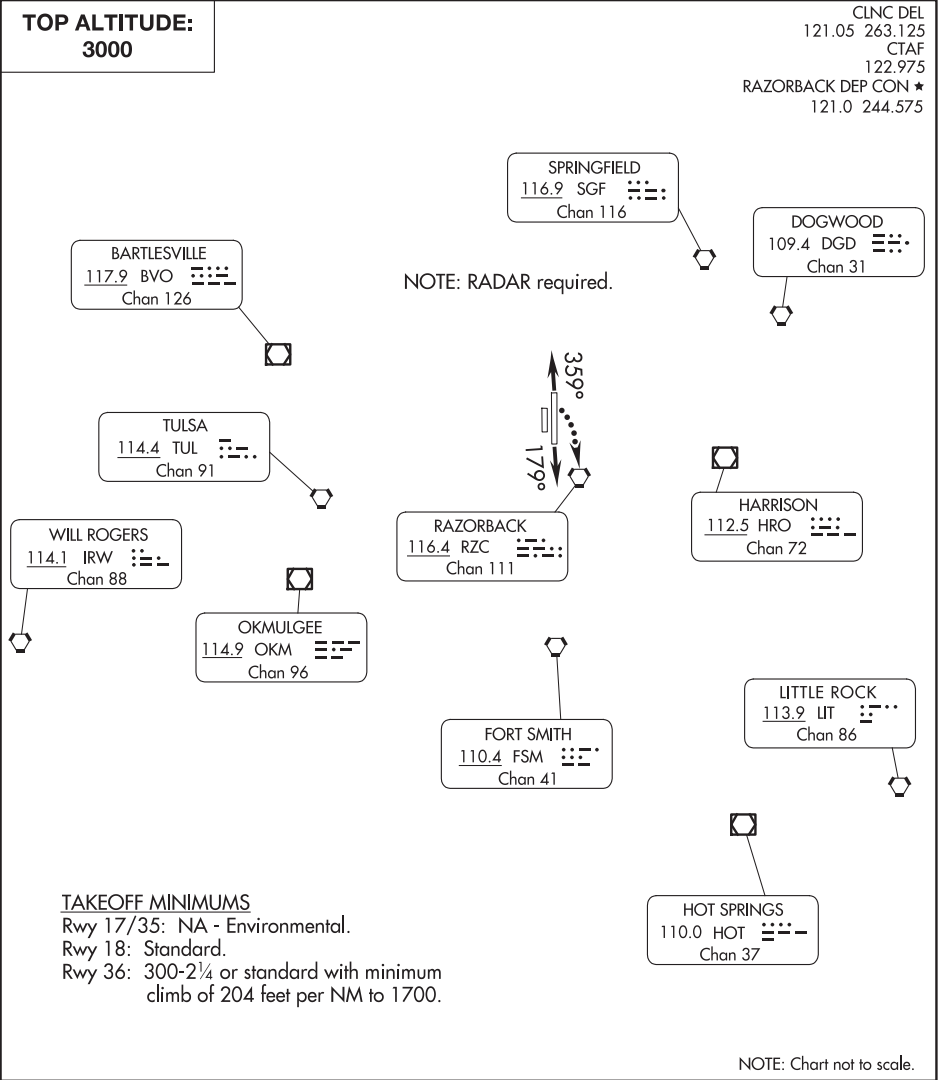 TOP ALTITUDE:
3000
CLNC DEL
121.05 263.125
CTAF
122.975
RAZORBACK DEP CON ★
121.0 244.575
SPRINGFIELD
116.9 SGF
Chan 116
DOGWOOD
109.4 DGD
Chan 31
BARTLESVILLE
117.9 BVO
Chan 126
NOTE: RADAR required.
359°
179°
TULSA
114.4 TUL
Chan 91
HARRISON
112.5 HRO
Chan 72
RAZORBACK
116.4 RZC
Chan 111
WILL ROGERS
114.1 IRW
Chan 88
OKMULGEE
114.9 OKM
Chan 96
LITTLE ROCK
113.9 LIT
Chan 86
FORT SMITH
110.4 FSM
Chan 41
HOT SPRINGS
110.0 HOT
Chan 37
TAKEOFF MINIMUMS
Rwy 17/35: NA - Environmental.
Rwy 18: Standard.
Rwy 36: 300-2¼ or standard with minimum
climb of 204 feet per NM to 1700.
NOTE: Chart not to scale.